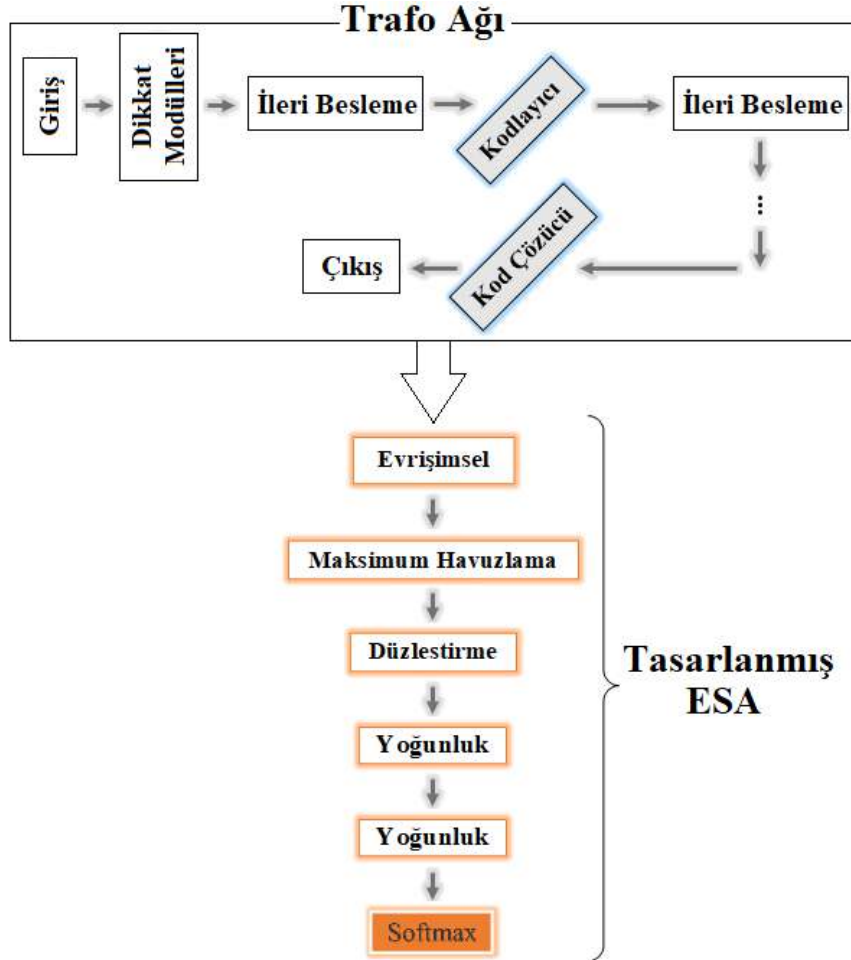 Trafo Ağı
Giriş
Dikkat
Modülleri
İleri Besleme
Kodlayıcı
İleri Besleme
...
Kod Çözücü
Çıkış
Evrişimsel
Maksimum Havuzlama
Düzlestirme
Yoğunluk
Yoğunluk
Softmax
Tasarlanmış
ESA